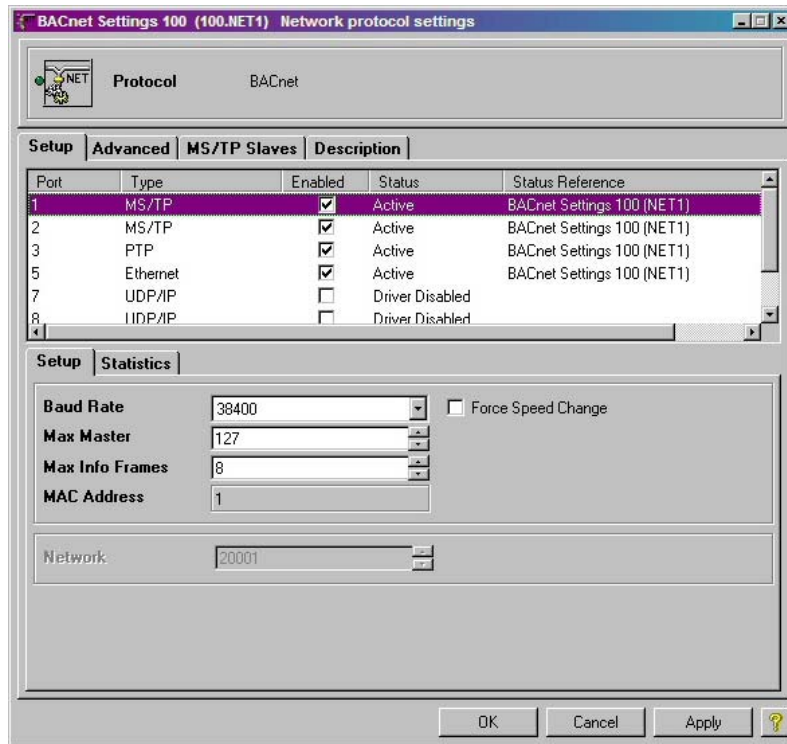 BACnet Settings 100 (100.NET1) Network protocol settings
NET
Protocol BACnet
Setup Advanced MS/TP Slaves Description
Port Type Enabled Status Status Reference
1 MS/TP Active BACnet Settings 100 (NET1)
2 MS/TP Active BACnet Settings 100 (NET1)
3 PTP Active BACnet Settings 100 (NET1)
5 Ethernet Active BACnet Settings 100 (NET1)
7 UDP/IP Driver Disabled
8 UDP/IP Driver Disabled
Setup Statistics
Baud Rate 38400 Force Speed Change
Max Master 127
Max Info Frames 8
MAC Address 1
Network 20001
OK Cancel Apply ?